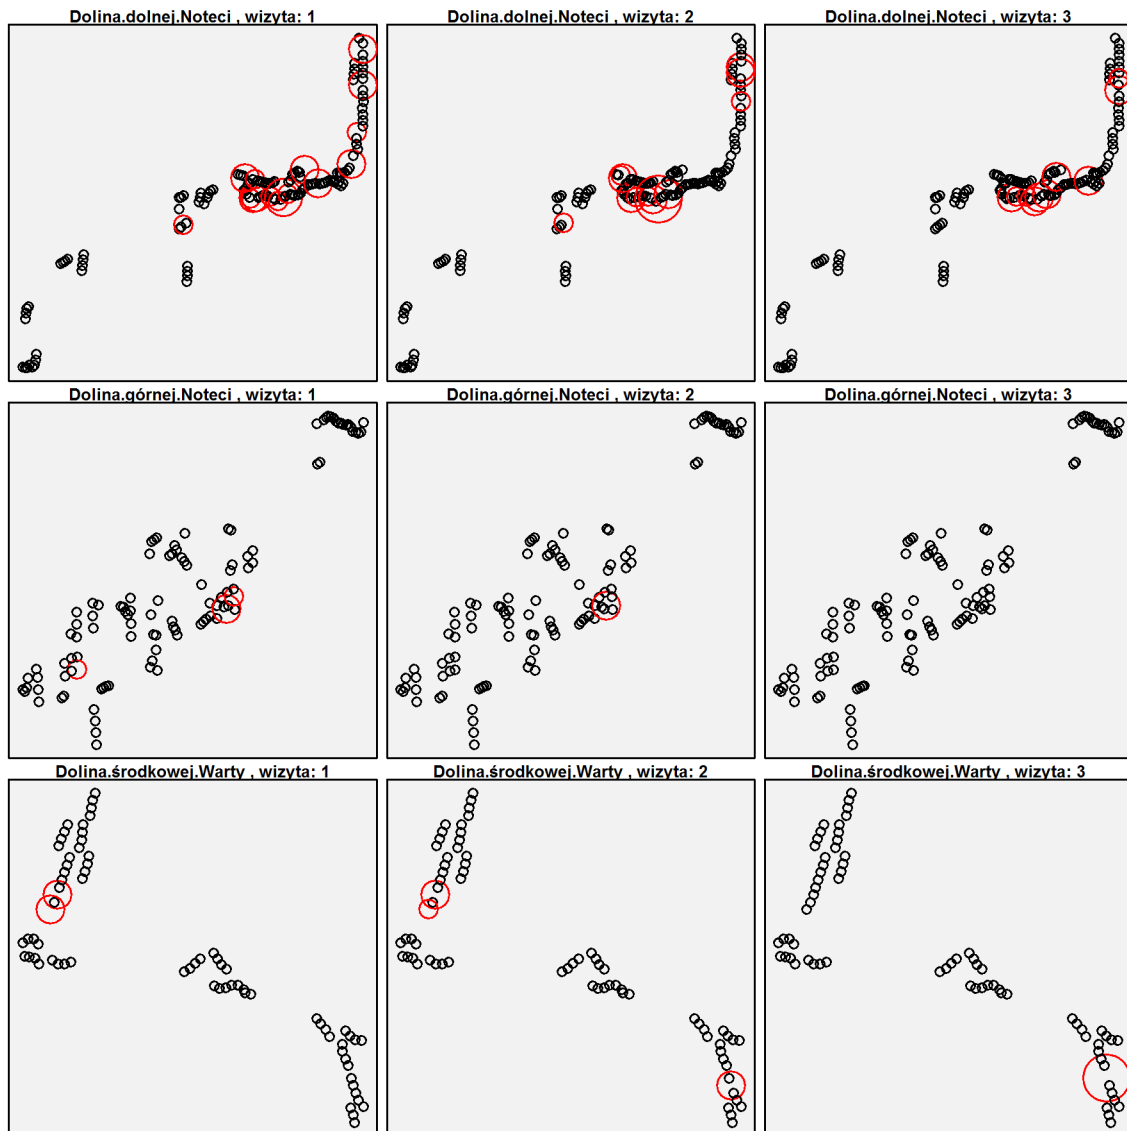 Dolina.dolnej.Noteci , wizyta: 1
Dolina.dolnej.Noteci , wizyta: 2
Dolina.dolnej.Noteci , wizyta: 3
Dolina.górnej.Noteci , wizyta: 1
Dolina.górnej.Noteci , wizyta: 2
Dolina.górnej.Noteci , wizyta: 3
Dolina.środkowej.Warty , wizyta: 1
Dolina.środkowej.Warty , wizyta: 2
Dolina.środkowej.Warty , wizyta: 3